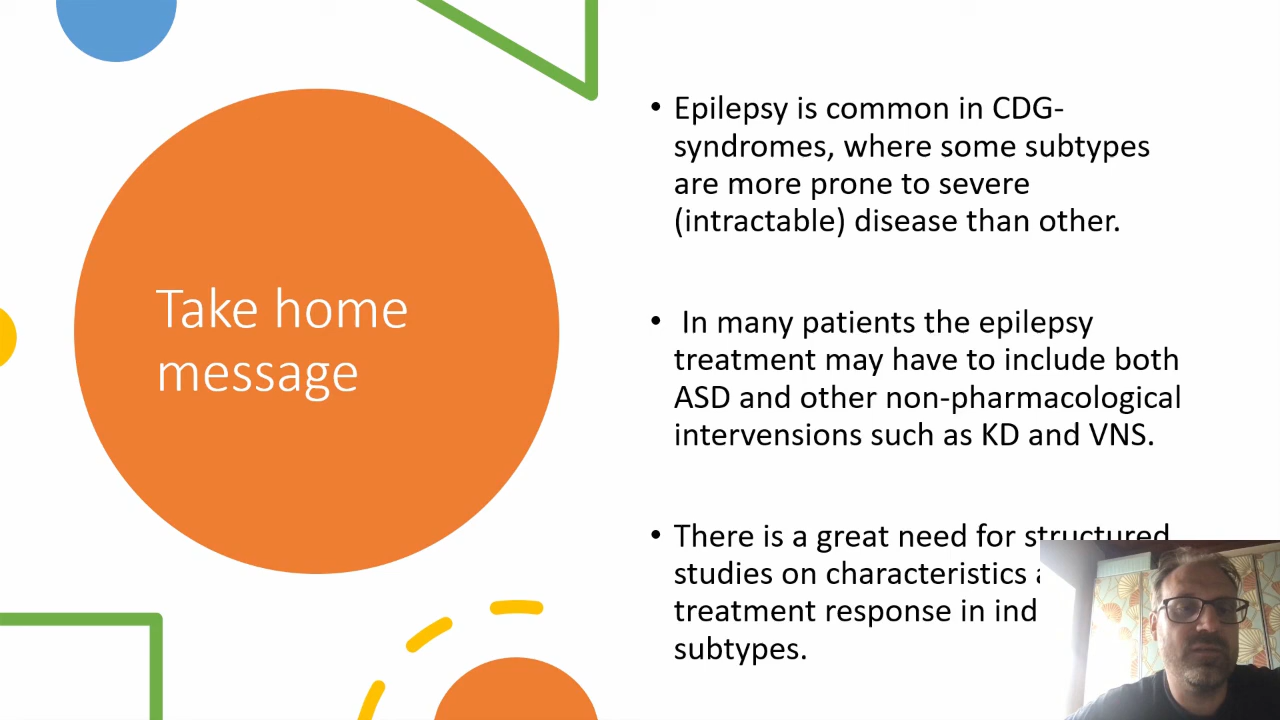 Take home
message
• Epilepsy is common in CDG-
syndromes, where some subtypes
are more prone to severe
(intractable) disease than other.
• In many patients the epilepsy
treatment may have to include both
ASD and other non-pharmacological
intervensions such as KD and VNS.
• There is a great need for structured
studies on characteristics
treatment response in
subtypes.